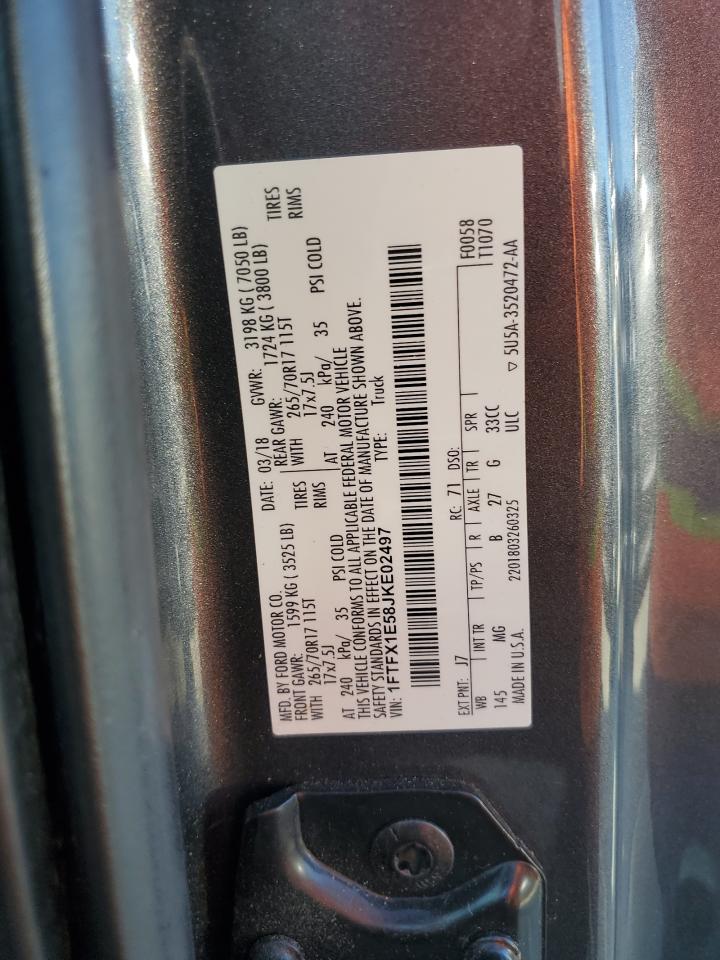 MFD. BY FORD MOTOR CO.
DATE: 03/18 GVWR: 3198 KG ( 7050 LB)
FRONT GAWR: 1599 KG ( 3525 LB) REAR GAWR: 1724 KG ( 3800 LB)
WITH 265/70R17 115T TIRES WITH 265/70R17 115T TIRES
17x7.5J RIMS 17x7.5J RIMS
AT 240 kPa/ 35 PSI COLD AT 240 kPa/ 35 PSI COLD
THIS VEHICLE CONFORMS TO ALL APPLICABLE FEDERAL MOTOR VEHICLE
SAFETY STANDARDS IN EFFECT ON THE DATE OF MANUFACTURE SHOWN ABOVE.
VIN: 1FTFX1E58JKE02497 TYPE: Truck
F0058
T1070
EXT PNT: J7 RC: 71 DSO:
WB INT TR TP/PS R AXLE TR SPR
145 MG B 27 G 33CC
MADE IN U.S.A. 2201803260325 ULC ▽ 5U5A-3520472-AA